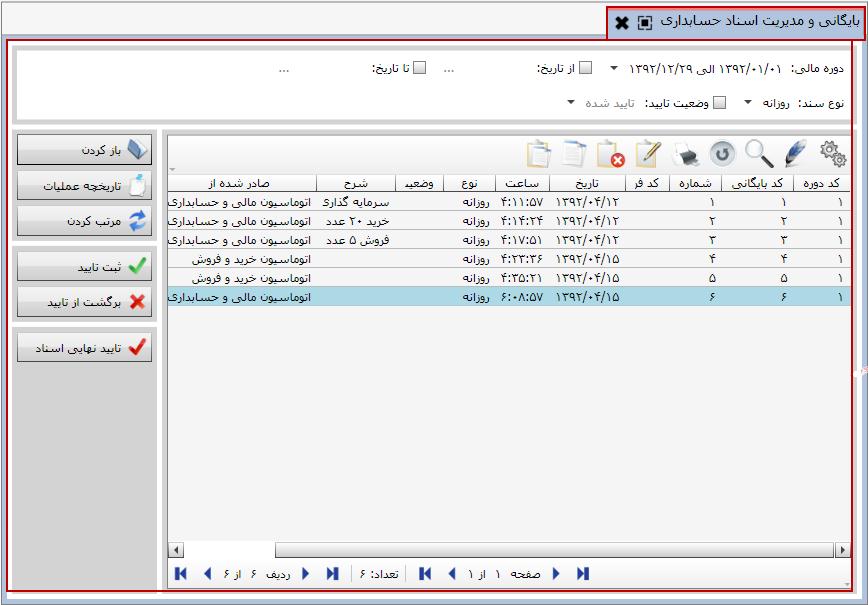 بایگانی و مدیریت اسناد حسابداری
دوره مالی: ۱۳۹۲/۰۱/۰۱ الی ۱۳۹۲/۱۲/۲۹ از تاریخ: ... تا تاریخ: ...
نوع سند: روزانه وضعیت تایید: تایید شده
کد دوره کد بایگانی شماره کد فر تاریخ ساعت نوع وضعی شرح صادر شده از
۱ ۱ ۱ ۱۳۹۲/۰۴/۱۲ ۴:۱۱:۵۷ روزانه سرمایه گذاری اتوماسیون مالی و حسابداری
۱ ۲ ۲ ۱۳۹۲/۰۴/۱۲ ۴:۱۴:۲۴ روزانه خرید ۲۰ عدد اتوماسیون مالی و حسابداری
۱ ۳ ۳ ۱۳۹۲/۰۴/۱۲ ۴:۱۷:۵۱ روزانه فروش ۵ عدد اتوماسیون مالی و حسابداری
۱ ۴ ۴ ۱۳۹۲/۰۴/۱۵ ۴:۲۳:۳۶ روزانه اتوماسیون خرید و فروش
۱ ۵ ۵ ۱۳۹۲/۰۴/۱۵ ۴:۳۵:۲۱ روزانه اتوماسیون خرید و فروش
۱ ۶ ۶ ۱۳۹۲/۰۴/۱۵ ۶:۰۸:۵۷ روزانه اتوماسیون مالی و حسابداری
صفحه ۱ از ۱ تعداد: ۶ ردیف ۶ از ۶
باز کردن
تاریخچه عملیات
مرتب کردن
ثبت تایید
برگشت از تایید
تایید نهایی اسناد